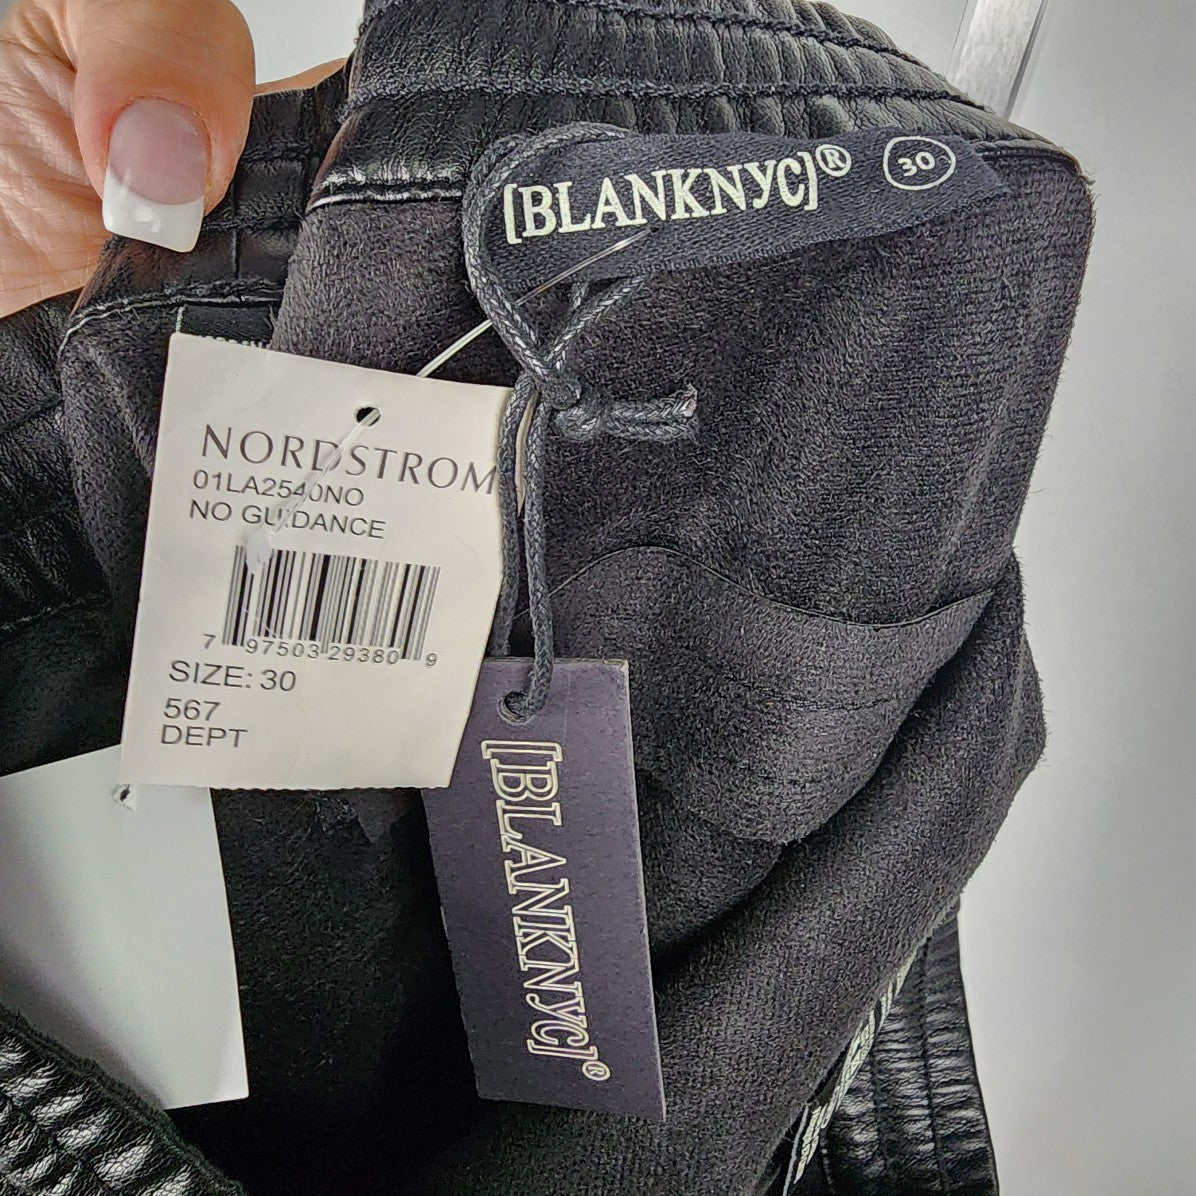 [BLANKNYC]® 30
NORDSTROM
01LA2540NO
NO GUIDANCE
7 97503 29380 9
SIZE: 30
567
DEPT
[BLANKNYC]®